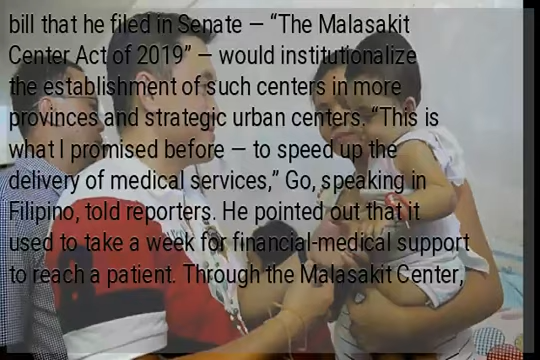 bill that he filed in Senate — “The Malasakit
Center Act of 2019” — would institutionalize
the establishment of such centers in more
provinces and strategic urban centers. “This is
what I promised before — to speed up the
delivery of medical services,” Go, speaking in
Filipino, told reporters. He pointed out that it
used to take a week for financial-medical support
to reach a patient. Through the Malasakit Center,